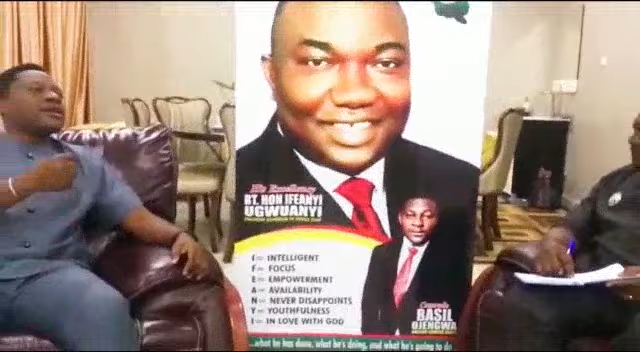 His Excellency
RT. HON IFEANYI
UGWUANYI
I= INTELLIGENT
F= FOCUS
E= EMPOWERMENT
A= AVAILABILITY
N= NEVER DISAPPOINTS
Y= YOUTHFULNESS
I= IN LOVE WITH GOD
Comrade
BASIL
OJENGWA
...what he has done, what he's doing, and what he's going to do